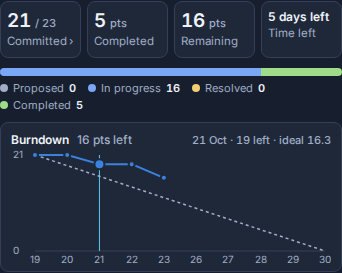 21 / 23
Committed ›
5 pts
Completed
16 pts
Remaining
5 days left
Time left
Proposed 0 In progress 16 Resolved 0
Completed 5
Burndown 16 pts left 21 Oct · 19 left · ideal 16.3
21
0
19 20 21 22 23 26 27 28 29 30